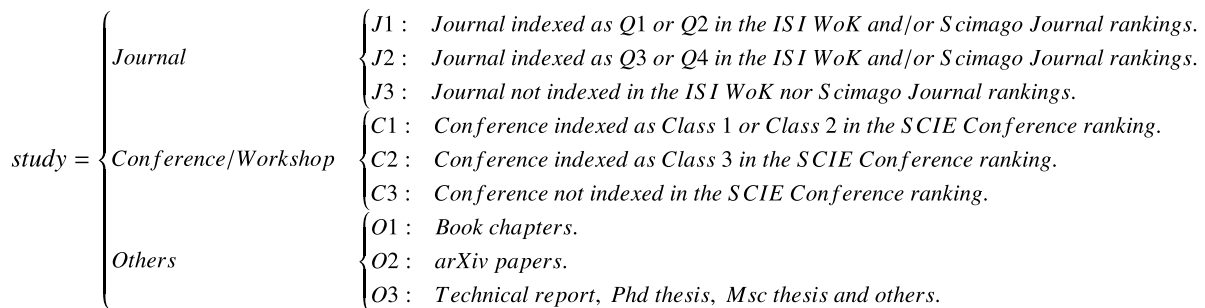 J1 : Journal indexed as Q1 or Q2 in the ISI WoK and/or Scimago Journal rankings.
Journal J2 : Journal indexed as Q3 or Q4 in the ISI WoK and/or Scimago Journal rankings.
J3 : Journal not indexed in the ISI WoK nor Scimago Journal rankings.
C1 : Conference indexed as Class 1 or Class 2 in the SCIE Conference ranking.
study = Conference/Workshop C2 : Conference indexed as Class 3 in the SCIE Conference ranking.
C3 : Conference not indexed in the SCIE Conference ranking.
O1 : Book chapters.
Others O2 : arXiv papers.
O3 : Technical report, Phd thesis, Msc thesis and others.